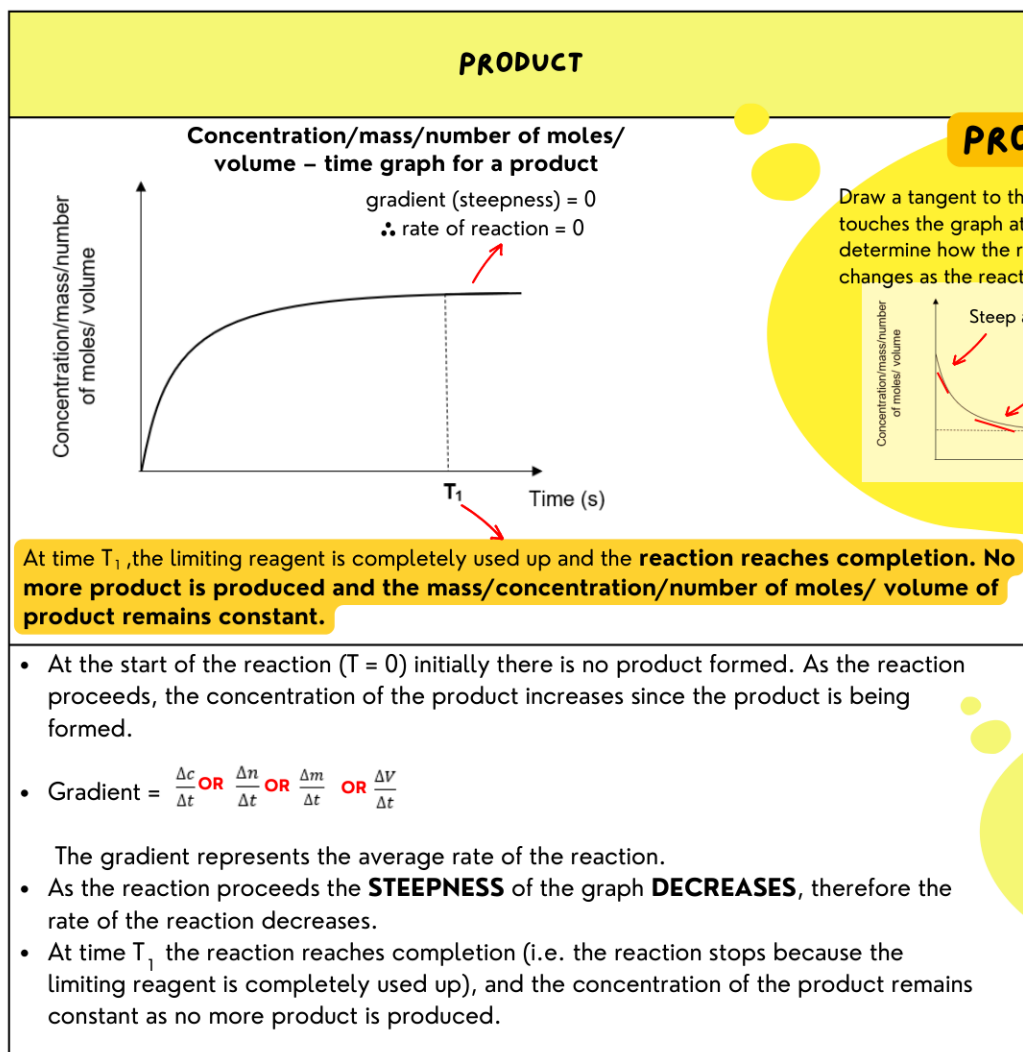 PRODUCT
Concentration/mass/number of moles/
volume – time graph for a product
gradient (steepness) = 0
∴ rate of reaction = 0
Concentration/mass/number
of moles/ volume
T₁
Time (s)
PRO
Draw a tangent to th
touches the graph at
determine how the r
changes as the react
Steep a
Concentration/mass/number
of moles/ volume
At time T₁ ,the limiting reagent is completely used up and the reaction reaches completion. No
more product is produced and the mass/concentration/number of moles/ volume of
product remains constant.
• At the start of the reaction (T = 0) initially there is no product formed. As the reaction
proceeds, the concentration of the product increases since the product is being
formed.
• Gradient = Δc/Δt OR Δn/Δt OR Δm/Δt OR ΔV/Δt
The gradient represents the average rate of the reaction.
• As the reaction proceeds the STEEPNESS of the graph DECREASES, therefore the
rate of the reaction decreases.
• At time T₁ the reaction reaches completion (i.e. the reaction stops because the
limiting reagent is completely used up), and the concentration of the product remains
constant as no more product is produced.